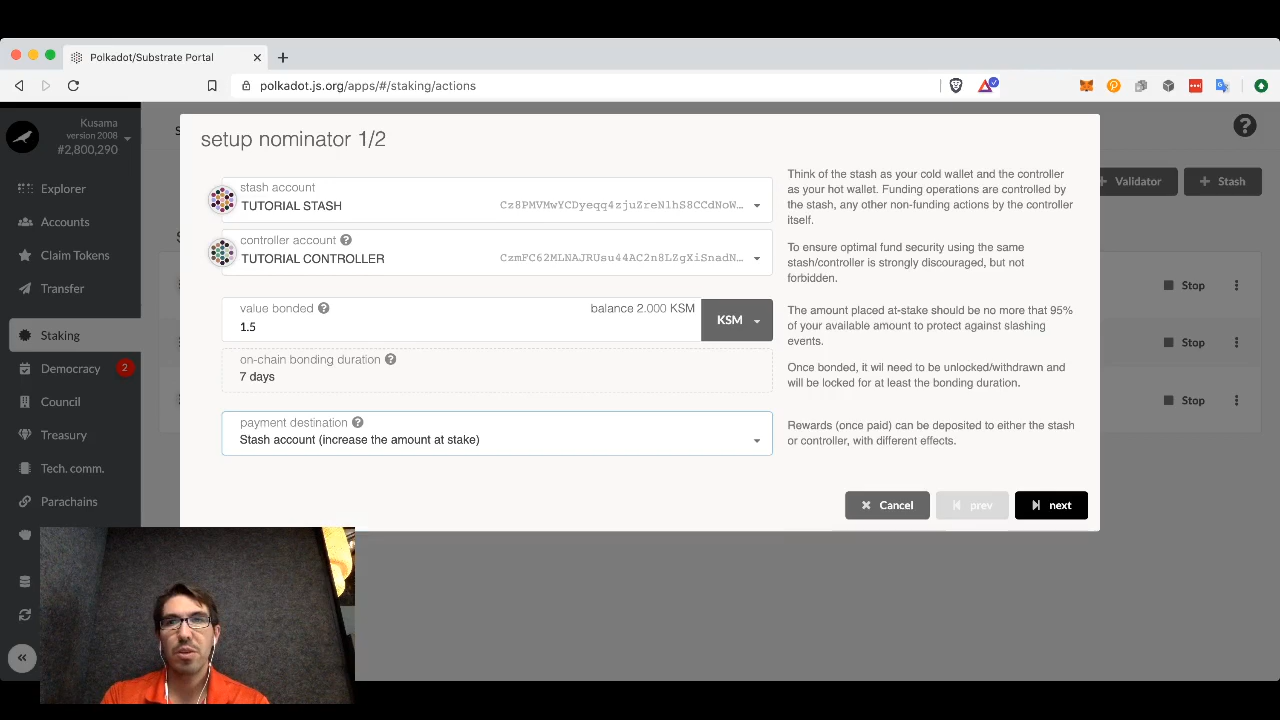 Polkadot/Substrate Portal
polkadot.js.org/apps/#/staking/actions
Kusama
version 2008
#2,800,290
Explorer
Accounts
Claim Tokens
Transfer
Staking
Democracy
2
Council
Treasury
Tech. comm.
Parachains
setup nominator 1/2
stash account
TUTORIAL STASH
controller account
TUTORIAL CONTROLLER
value bonded
balance 2.000 KSM
1.5
KSM
on-chain bonding duration
7 days
payment destination
Stash account (increase the amount at stake)
Think of the stash as your cold wallet and the controller
as your hot wallet. Funding operations are controlled by
the stash, any other non-funding actions by the controller
itself.
To ensure optimal fund security using the same
stash/controller is strongly discouraged, but not
forbidden.
The amount placed at-stake should be no more that 95%
of your available amount to protect against slashing
events.
Once bonded, it wil need to be unlocked/withdrawn and
will be locked for at least the bonding duration.
Rewards (once paid) can be deposited to either the stash
or controller, with different effects.
Cancel
prev
next
Validator
Stash
Stop
Stop
Stop